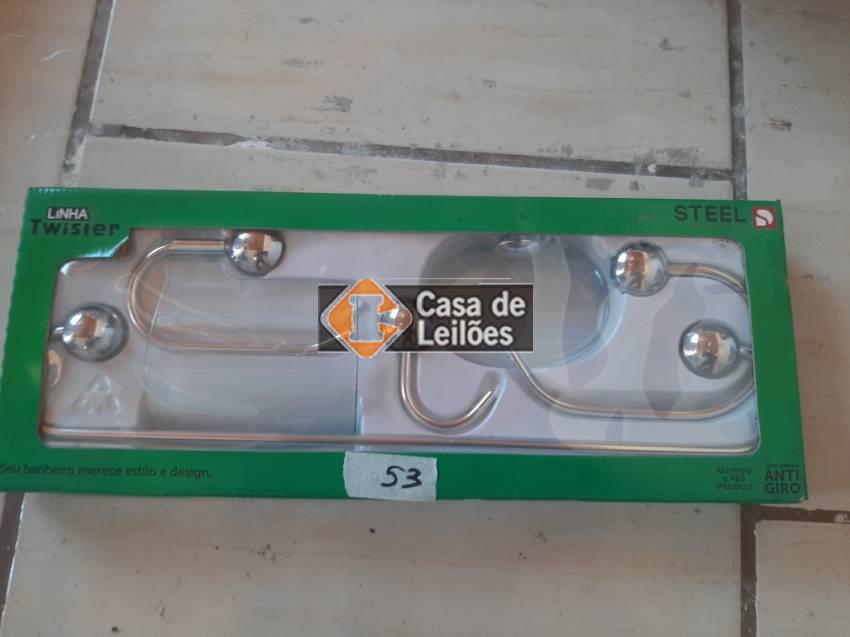 LINHA
Twister
STEEL
Casa de
Leilões
Seu banheiro merece estilo e design.
53
Alumínio
e ABS
(Plástico)
ANTI
GIRO